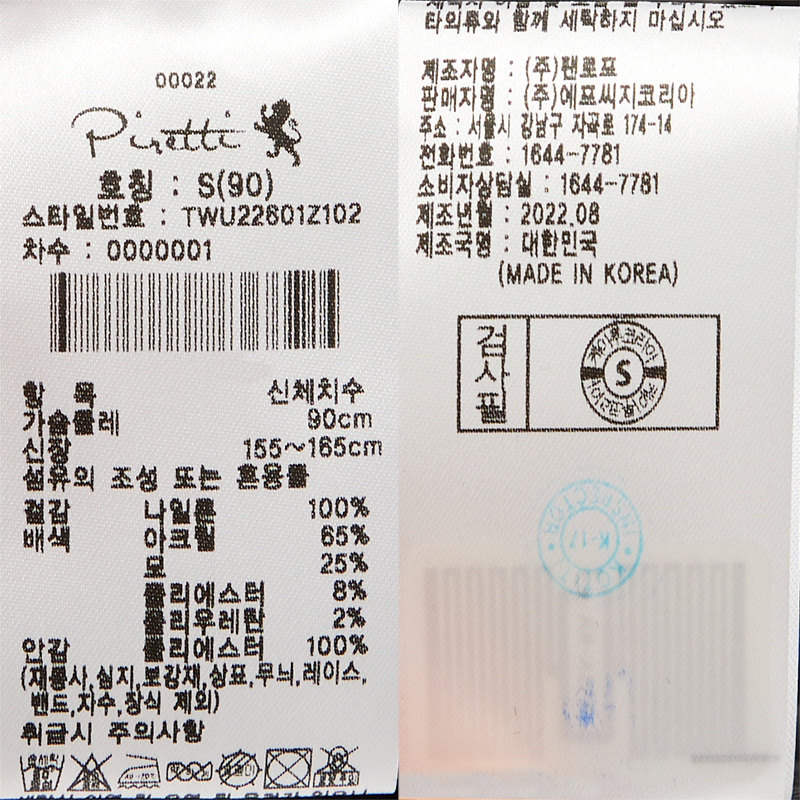 00022
Piretti
호칭 : S(90)
스타일번호 : TWU22601Z102
차수 : 0000001
항 목 신체치수
가슴둘레 90cm
신장 155~165cm
섬유의 조성 또는 혼용률
겉감 나일론 100%
배색 아크릴 65%
모 25%
폴리에스터 8%
폴리우레탄 2%
안감 폴리에스터 100%
(재봉사,심지,보강재,상표,무늬,레이스,
밴드,자수,장식 제외)
취급시 주의사항
타의류와 함께 세탁하지 마십시오
제조자명 : (주)팬로프
판매자명 : (주)에프씨지코리아
주소 : 서울시 강남구 자곡로 174-14
전화번호 : 1644-7781
소비자상담실 : 1644-7781
제조년월 : 2022.08
제조국명 : 대한민국
(MADE IN KOREA)
검사필
S
INSPECTOR
K-17
KOTITI